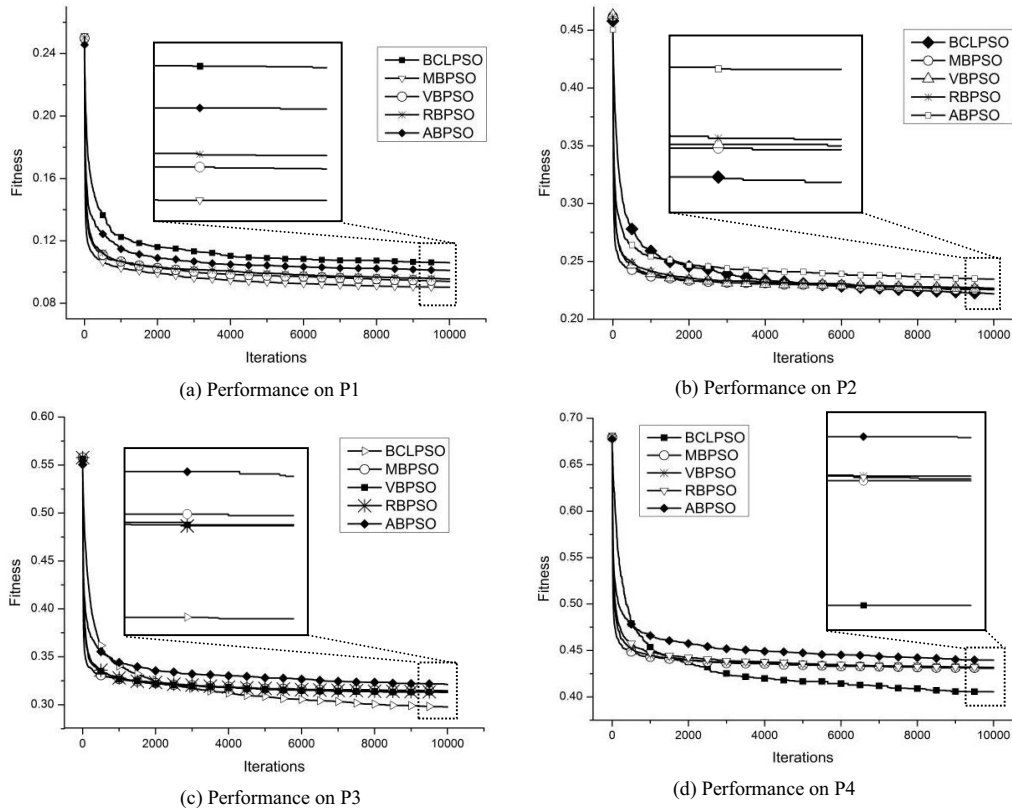 BCLPSO
MBPSO
VBPSO
RBPSO
ABPSO
0.24
0.20
0.16
0.12
0.08
Fitness
0 2000 4000 6000 8000 10000
Iterations
(a) Performance on P1
BCLPSO
MBPSO
VBPSO
RBPSO
ABPSO
0.45
0.40
0.35
0.30
0.25
0.20
Fitness
0 2000 4000 6000 8000 10000
Iterations
(b) Performance on P2
BCLPSO
MBPSO
VBPSO
RBPSO
ABPSO
0.60
0.55
0.50
0.45
0.40
0.35
0.30
Fitness
0 2000 4000 6000 8000 10000
Iterations
(c) Performance on P3
BCLPSO
MBPSO
VBPSO
RBPSO
ABPSO
0.70
0.65
0.60
0.55
0.50
0.45
0.40
Fitness
0 2000 4000 6000 8000 10000
Iterations
(d) Performance on P4